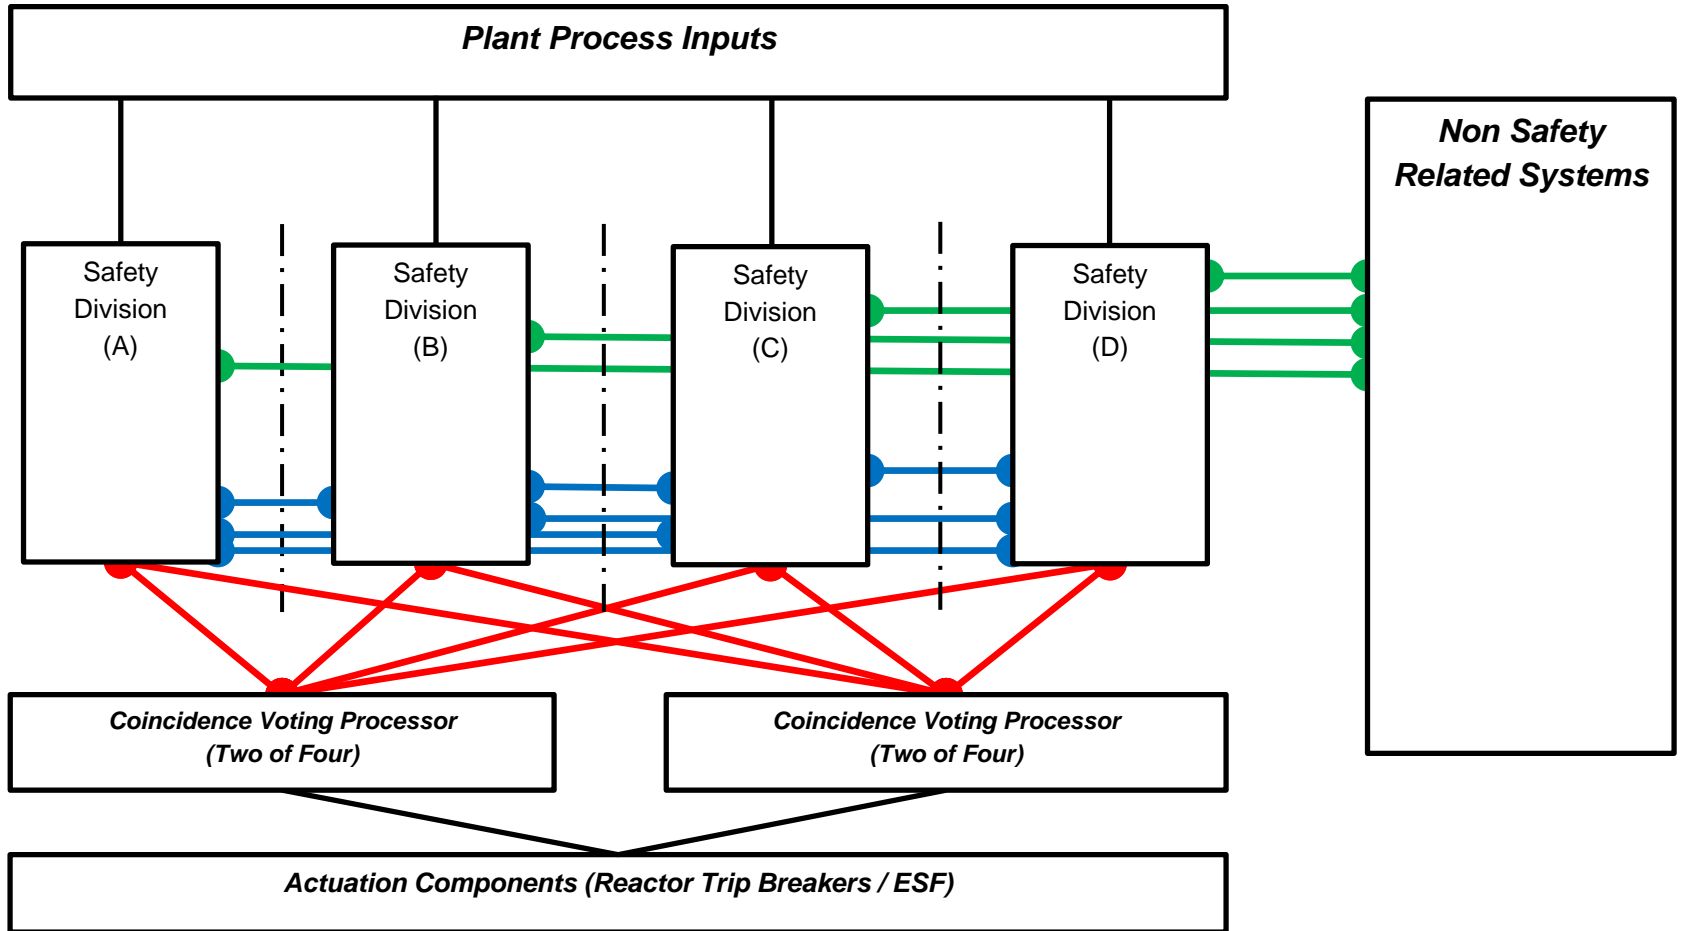 Plant Process Inputs
Non Safety
Related Systems
Safety
Division
(A)
Safety
Division
(B)
Safety
Division
(C)
Safety
Division
(D)
Coincidence Voting Processor
(Two of Four)
Coincidence Voting Processor
(Two of Four)
Actuation Components (Reactor Trip Breakers / ESF)